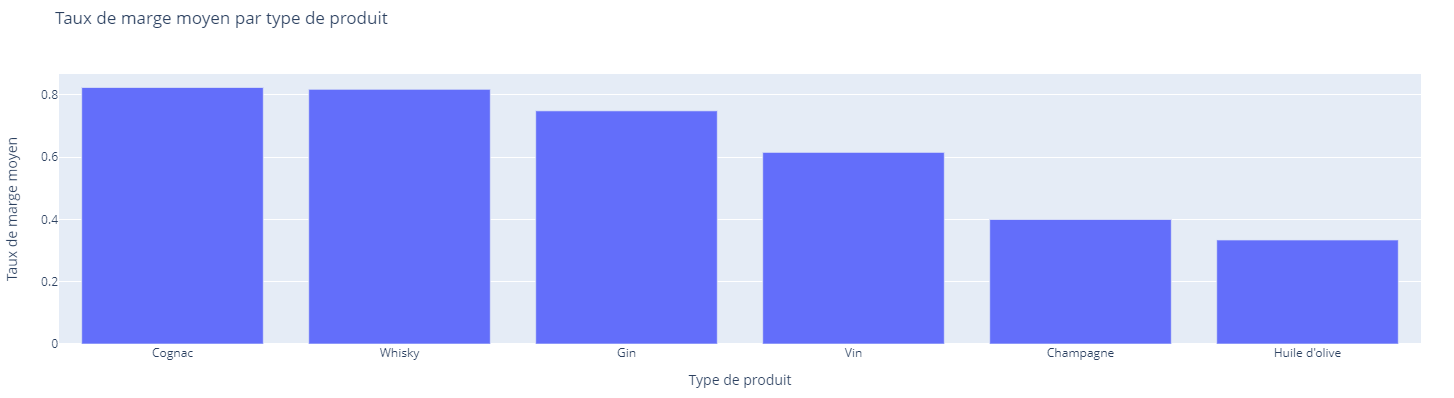 Taux de marge moyen par type de produit
Taux de marge moyen
0.8
0.6
0.4
0.2
0
Cognac Whisky Gin Vin Champagne Huile d'olive
Type de produit